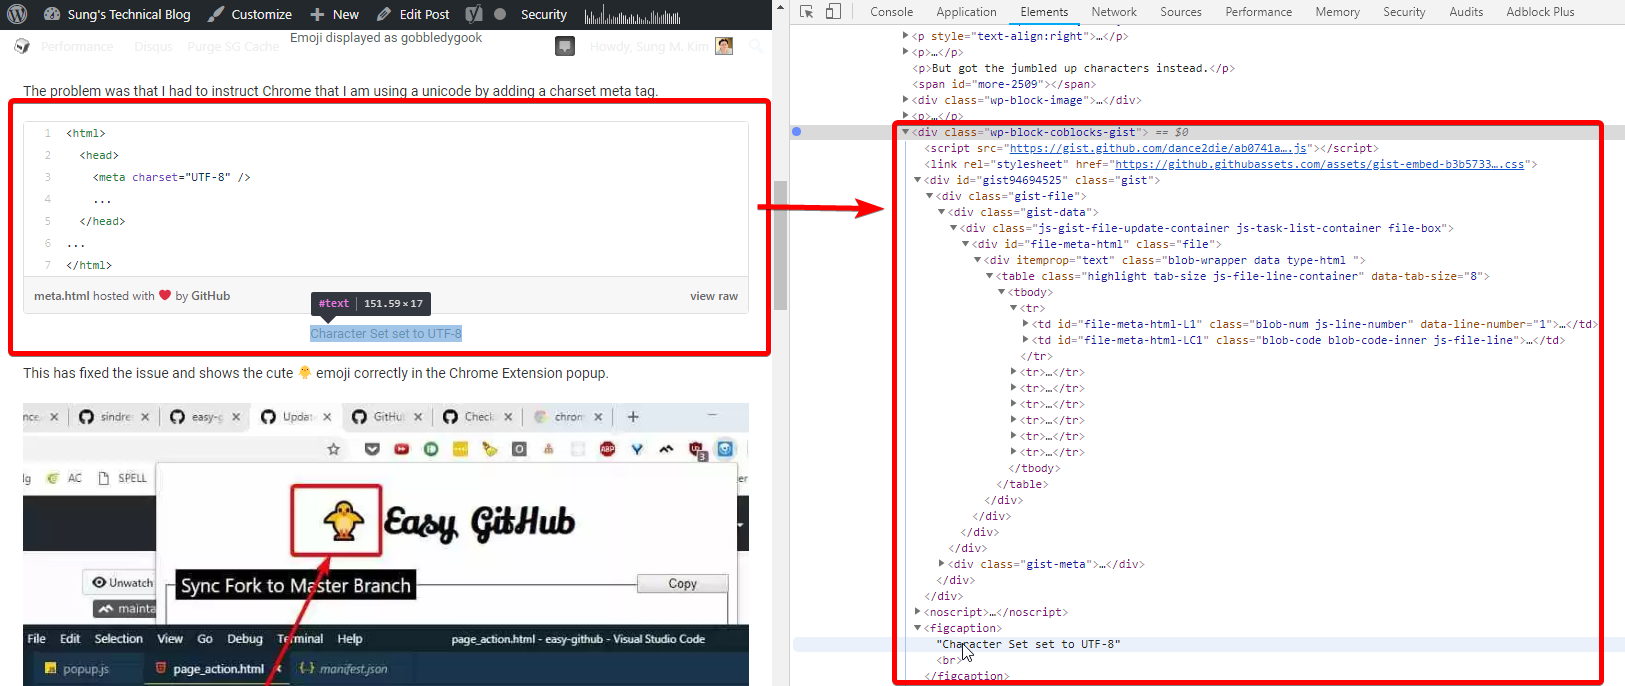 Sung's Technical Blog Customize New Edit Post Security
Performance Disqus Purge SG Cache Howdy, Sung M. Kim
Emoji displayed as gobbledygook
The problem was that I had to instruct Chrome that I am using a unicode by adding a charset meta tag.
1 <html>
2 <head>
3 <meta charset="UTF-8" />
4 ...
5 </head>
6 ...
7 </html>
meta.html hosted with ❤ by GitHub view raw
#text 151.59×17
Character Set set to UTF-8
This has fixed the issue and shows the cute 🐥 emoji correctly in the Chrome Extension popup.
nce. × sindre × easy-g × Updat × GitHu × Check × chron × +
ABP 3
lg AC SPELL er
Easy GitHub
Unwatch
Sync Fork to Master Branch Copy
mainta
File Edit Selection View Go Debug Terminal Help page_action.html - easy-github - Visual Studio Code
popup.js page_action.html × {··} manifest.json
Console Application Elements Network Sources Performance Memory Security Audits Adblock Plus
<p style="text-align:right">…</p>
<p>…</p>
<p>But got the jumbled up characters instead.</p>
<span id="more-2509"></span>
<div class="wp-block-image">…</div>
<p>…</p>
<div class="wp-block-coblocks-gist"> == $0
<script src="https://gist.github.com/dance2die/ab0741a….js"></script>
<link rel="stylesheet" href="https://github.githubassets.com/assets/gist-embed-b3b5733….css">
<div id="gist94694525" class="gist">
<div class="gist-file">
<div class="gist-data">
<div class="js-gist-file-update-container js-task-list-container file-box">
<div id="file-meta-html" class="file">
<div itemprop="text" class="blob-wrapper data type-html ">
<table class="highlight tab-size js-file-line-container" data-tab-size="8">
<tbody>
<tr>
<td id="file-meta-html-L1" class="blob-num js-line-number" data-line-number="1">…</td>
<td id="file-meta-html-LC1" class="blob-code blob-code-inner js-file-line">…</td>
</tr>
<tr>…</tr>
<tr>…</tr>
<tr>…</tr>
<tr>…</tr>
<tr>…</tr>
<tr>…</tr>
</tbody>
</table>
</div>
</div>
</div>
</div>
<div class="gist-meta">…</div>
</div>
</div>
<noscript>…</noscript>
<figcaption>
"Character Set set to UTF-8"
<br>
</figcaption>